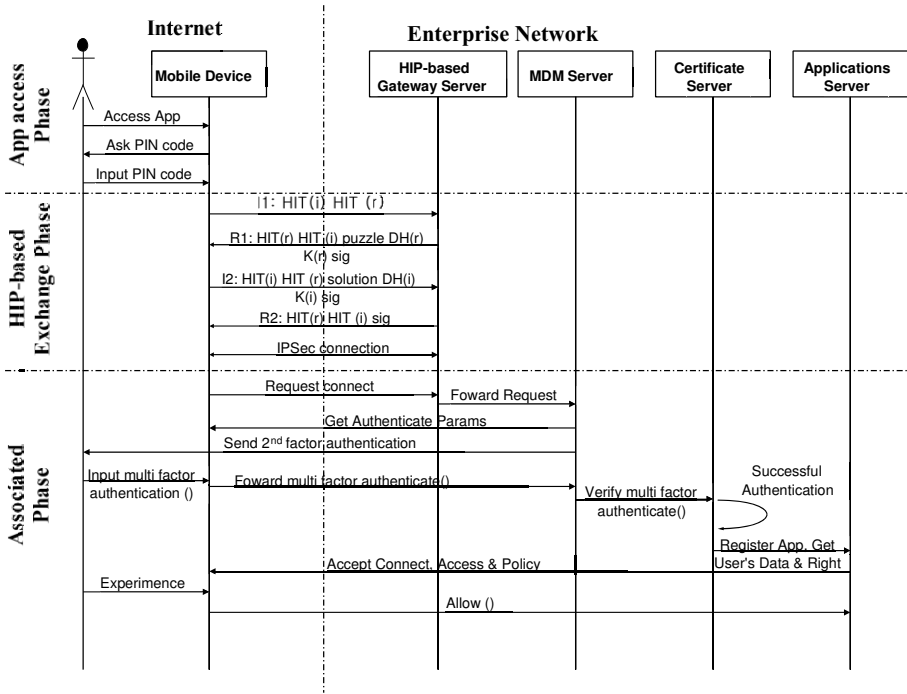 Internet
Enterprise Network
Mobile Device
HIP-based
Gateway Server
MDM Server
Certificate
Server
Applications
Server
App access
Phase
Access App
Ask PIN code
Input PIN code
HIP-based
Exchange Phase
I1: HIT(i) HIT (r)
R1: HIT(r) HIT (i) puzzle DH(r)
K(r) sig
I2: HIT(i) HIT (r) solution DH(i)
K(i) sig
R2: HIT(r) HIT (i) sig
IPSec connection
Associated
Phase
Request connect
Foward Request
Get Authenticate Params
Send 2nd factor authentication
Input multi factor
authentication ()
Foward multi factor authenticate()
Verify multi factor
authenticate()
Successful
Authentication
Register App. Get
User's Data & Right
Accept Connect, Access & Policy
Experimence
Allow ()